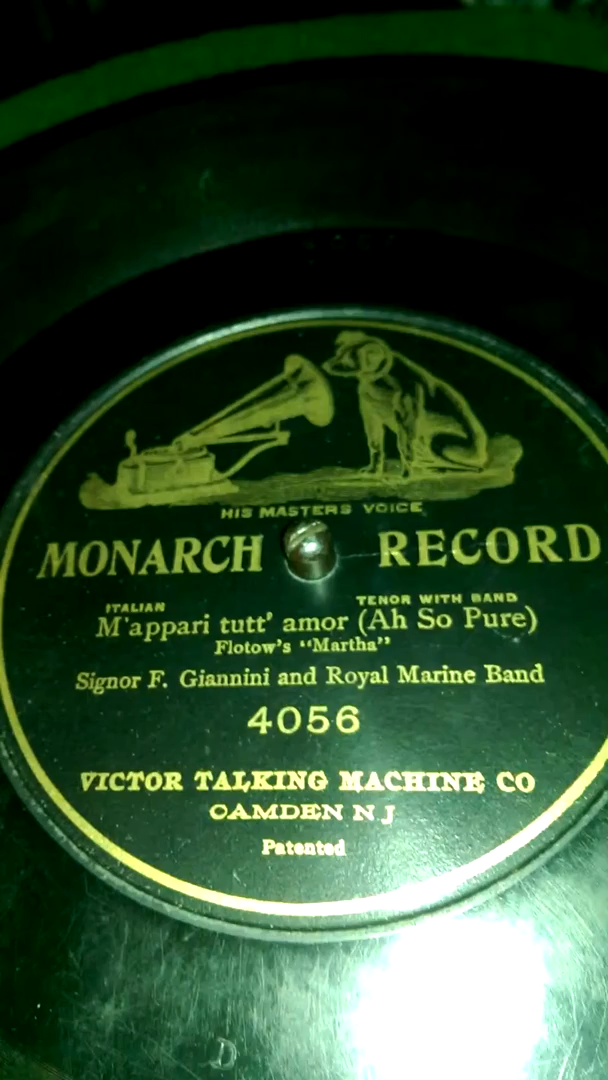 HIS MASTERS VOICE
MONARCH RECORD
ITALIAN TENOR WITH BAND
M'appari tutt' amor (Ah So Pure)
Flotow's "Martha"
Signor F. Giannini and Royal Marine Band
4056
VICTOR TALKING MACHINE CO
CAMDEN N J
Patented
D